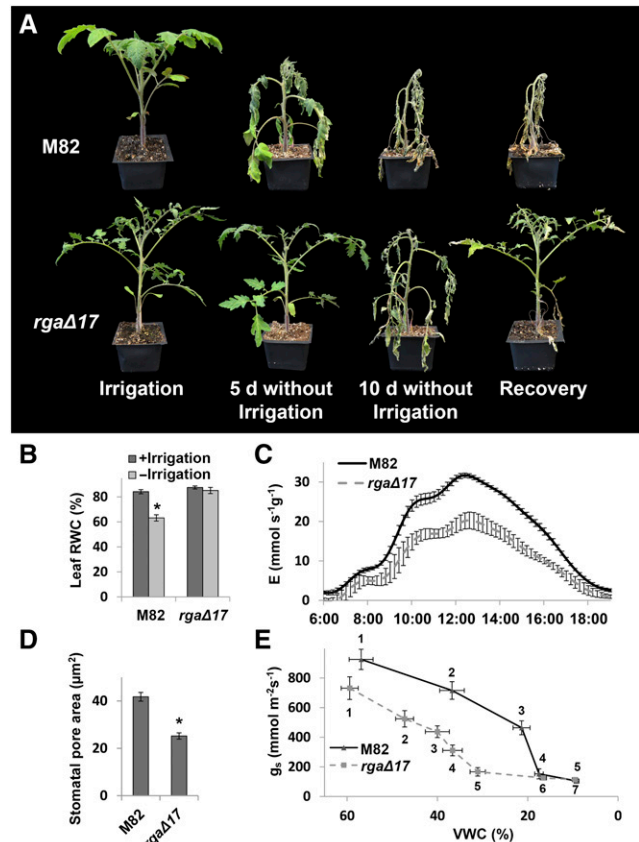 A
M82
rgaΔ17
Irrigation
5 d without
Irrigation
10 d without
Irrigation
Recovery
B
+Irrigation
−Irrigation
Leaf RWC (%)
80
60
40
20
0
*
M82
rgaΔ17
C
M82
rgaΔ17
E (mmol s⁻¹g⁻¹)
30
20
10
0
6:00
10:00
12:00
14:00
16:00
18:00
D
Stomatal pore area (µm²)
40
20
0
*
M82
rgaΔ17
E
gₛ (mmol m⁻²s⁻¹)
800
600
400
200
0
1
2
3
4
5
1
2
3
4
5
6
7
M82
rgaΔ17
60
40
20
0
VWC (%)